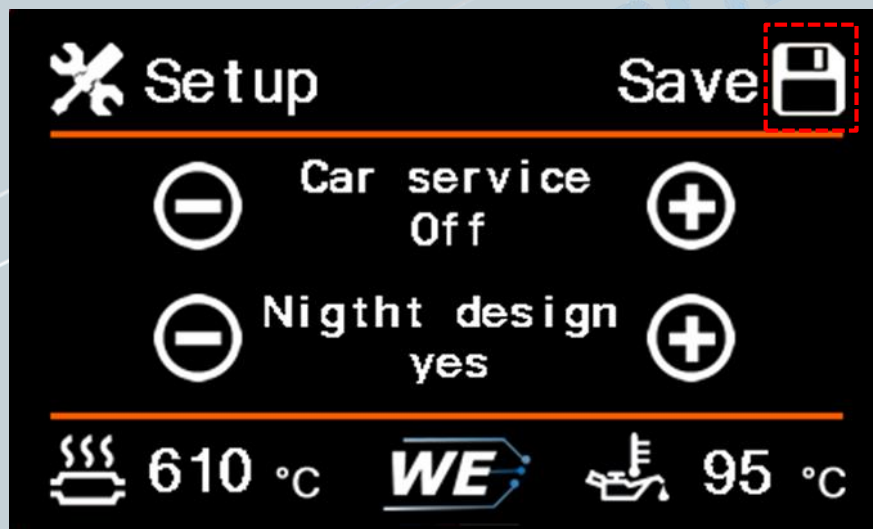 Setup Save
Car service
Off
Nigtht design
yes
610 °C WE 95 °C